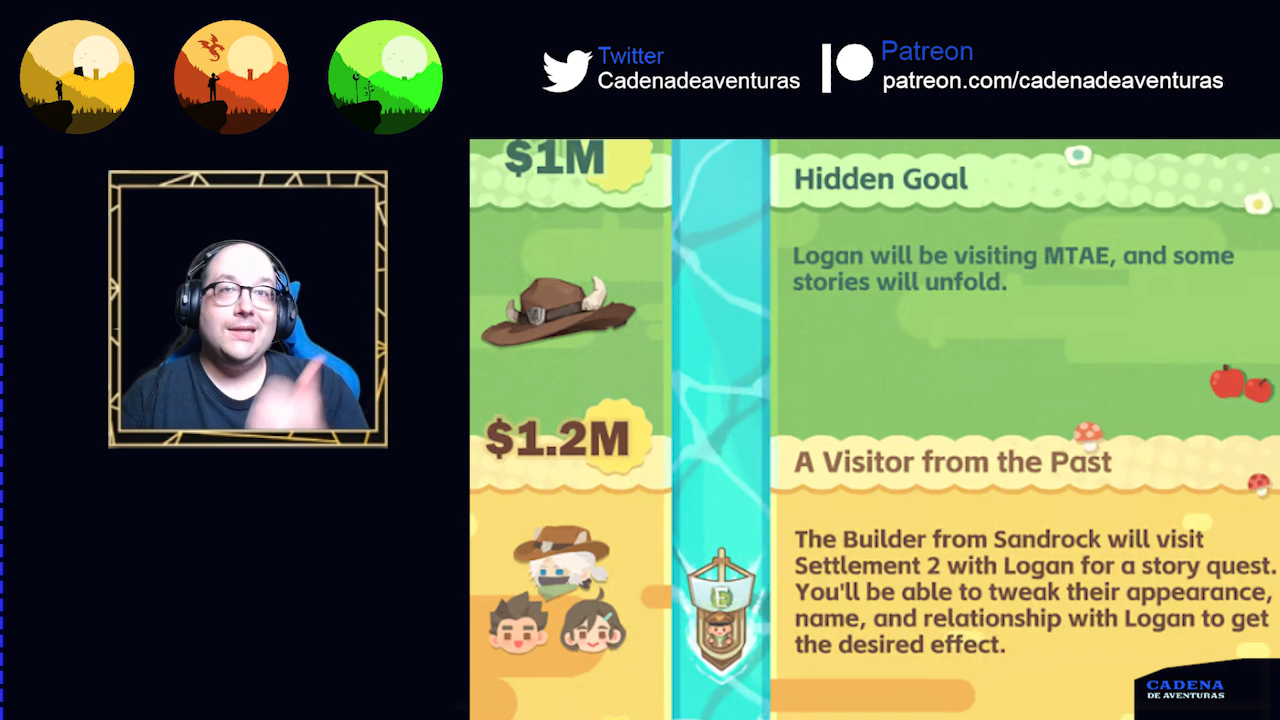 Twitter
Cadenadeaventuras
Patreon
patreon.com/cadenadeaventuras
$1M
Hidden Goal
Logan will be visiting MTAE, and some
stories will unfold.
$1.2M
A Visitor from the Past
The Builder from Sandrock will visit
Settlement 2 with Logan for a story quest.
You'll be able to tweak their appearance,
name, and relationship with Logan to get
the desired effect.
E
CADENA
DE AVENTURAS